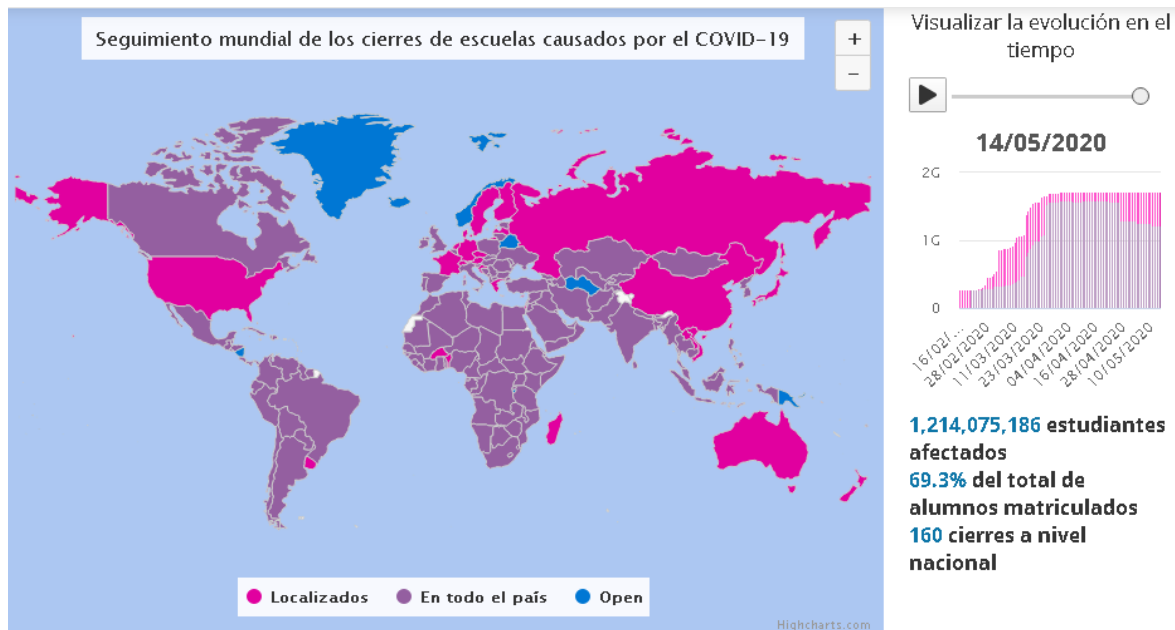 Seguimiento mundial de los cierres de escuelas causados por el COVID-19
+
−
Localizados
En todo el país
Open
Highcharts.com
Visualizar la evolución en el
tiempo
14/05/2020
2G
1G
0
16/02/...
28/02/2020
11/03/2020
23/03/2020
04/04/2020
16/04/2020
28/04/2020
10/05/2020
1,214,075,186 estudiantes
afectados
69.3% del total de
alumnos matriculados
160 cierres a nivel
nacional